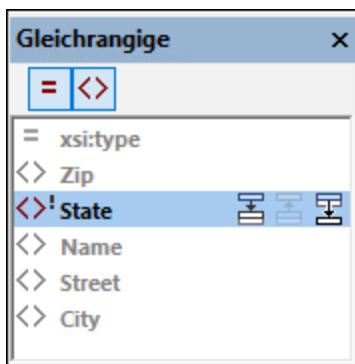 Gleichrangige
= <>
= xsi:type
<> Zip
<>! State
<> Name
<> Street
<> City